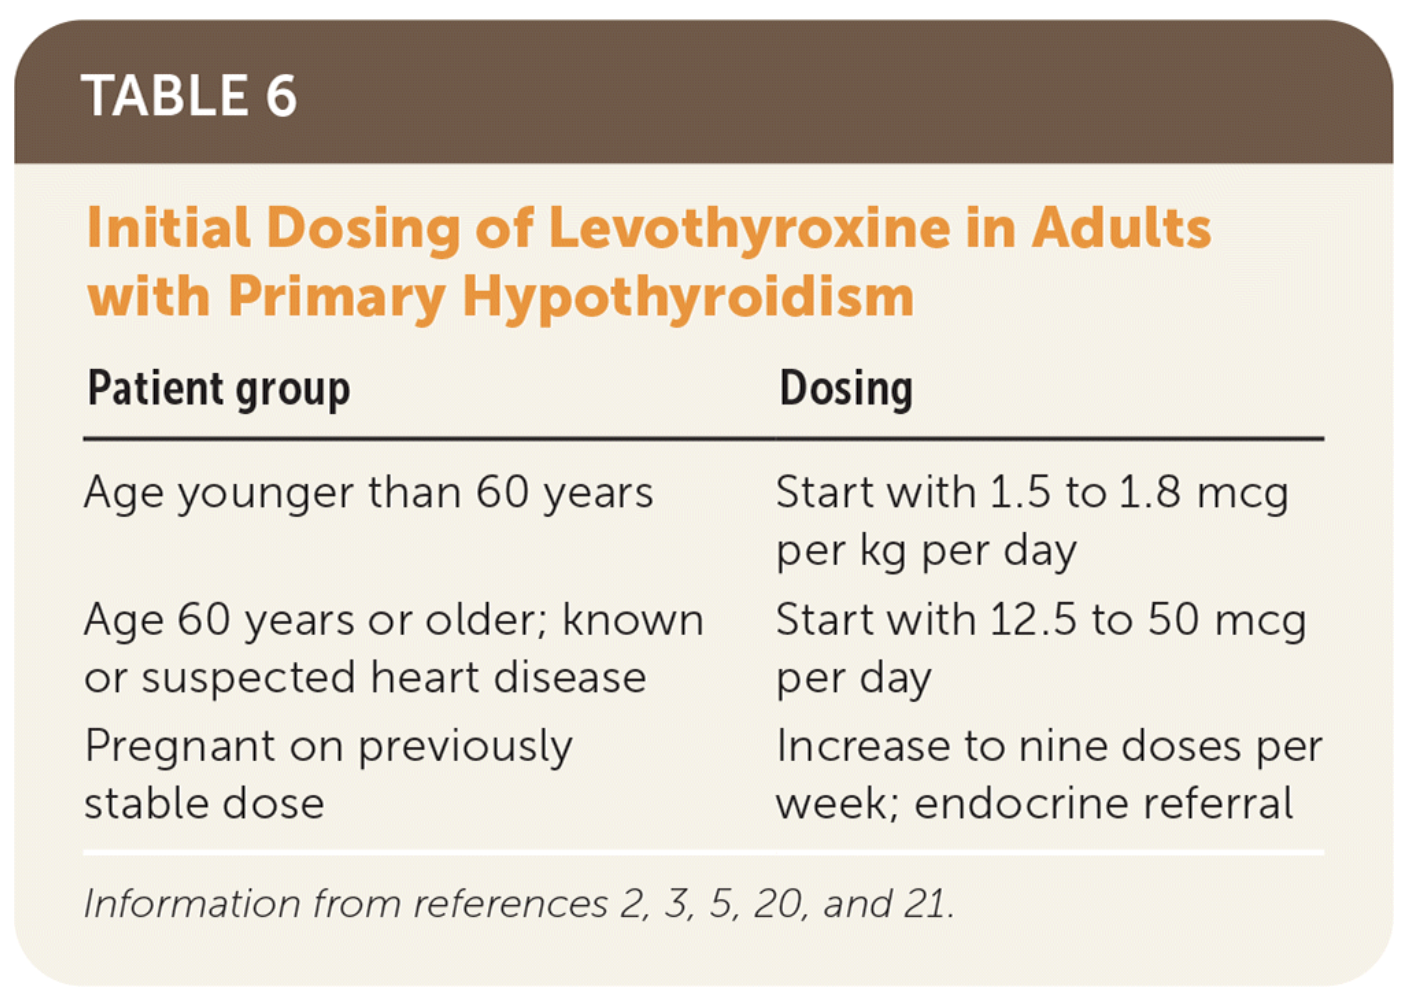 TABLE 6
Initial Dosing of Levothyroxine in Adults
with Primary Hypothyroidism
Patient group Dosing
Age younger than 60 years Start with 1.5 to 1.8 mcg
per kg per day
Age 60 years or older; known Start with 12.5 to 50 mcg
or suspected heart disease per day
Pregnant on previously Increase to nine doses per
stable dose week; endocrine referral
Information from references 2, 3, 5, 20, and 21.